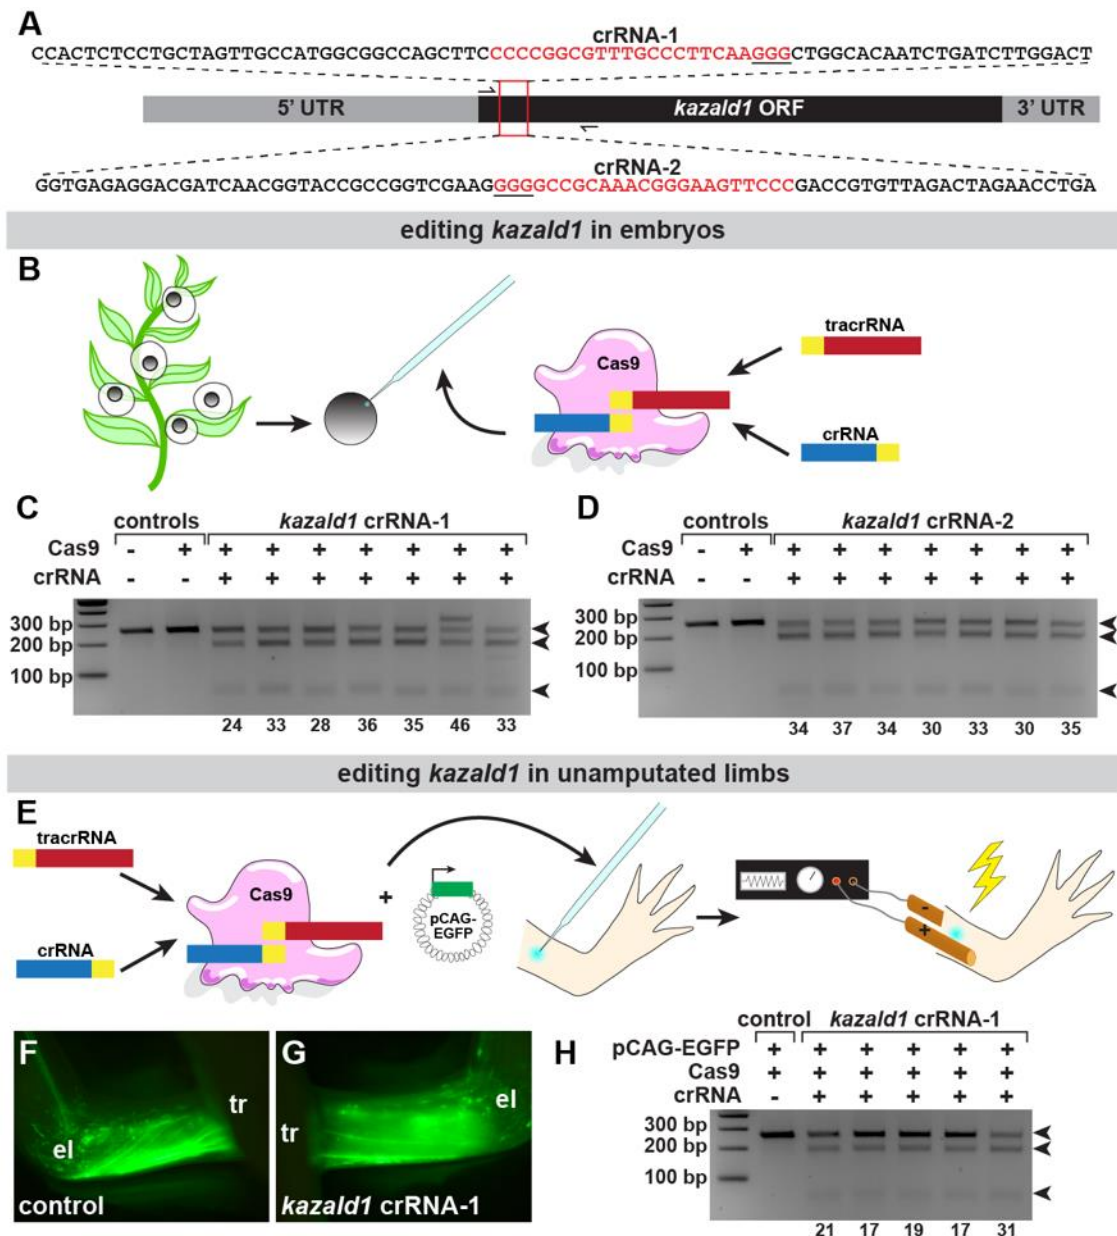 A
crRNA-1
CCACTCTCCTGCTAGTTGCCATGGCGGCCAGCTTCCCCCGGCGTTTGCCCTTCAAGGGCTGGCACAATCTGATCTTGGACT
5' UTR kazald1 ORF 3' UTR
crRNA-2
GGTGAGAGGACGATCAACGGTACCGCCGGTCGAAGGGGGCCGCAAACGGGAAGTTCCCGACCGTGTTAGACTAGAACCTGA
editing kazald1 in embryos
B
tracrRNA
Cas9
crRNA
C
controls kazald1 crRNA-1
Cas9 - + + + + + + + +
crRNA - - + + + + + + +
300 bp
200 bp
100 bp
24 33 28 36 35 46 33
D
controls kazald1 crRNA-2
Cas9 - + + + + + + + +
crRNA - - + + + + + + +
300 bp
200 bp
100 bp
34 37 34 30 33 30 35
editing kazald1 in unamputated limbs
E
tracrRNA
Cas9
crRNA
+
pCAG-
EGFP
-
+
F
tr
el
control
G
el
tr
kazald1 crRNA-1
H
control kazald1 crRNA-1
pCAG-EGFP + + + + + +
Cas9 + + + + + +
crRNA - + + + + +
300 bp
200 bp
100 bp
21 17 19 17 31